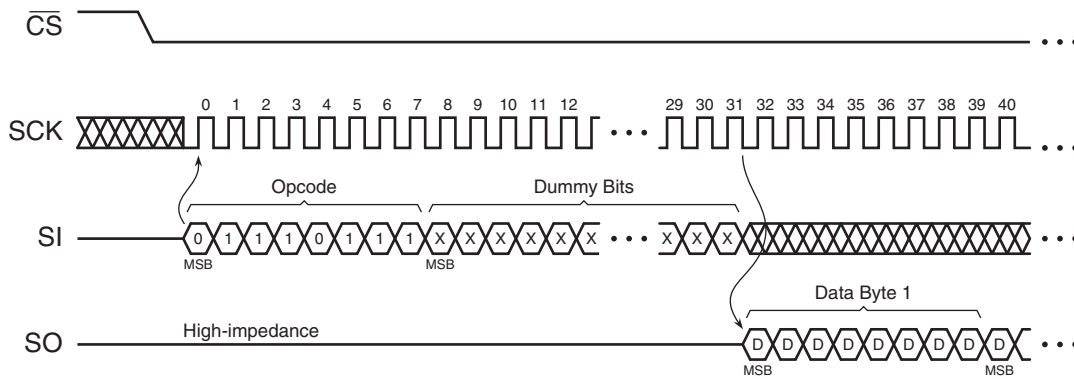 CS
0 1 2 3 4 5 6 7 8 9 10 11 12 29 30 31 32 33 34 35 36 37 38 39 40
SCK
Opcode Dummy Bits
SI 0 1 1 1 0 1 1 1 X X X X X X X X X
MSB MSB
Data Byte 1
High-impedance
SO D D D D D D D D D
MSB MSB